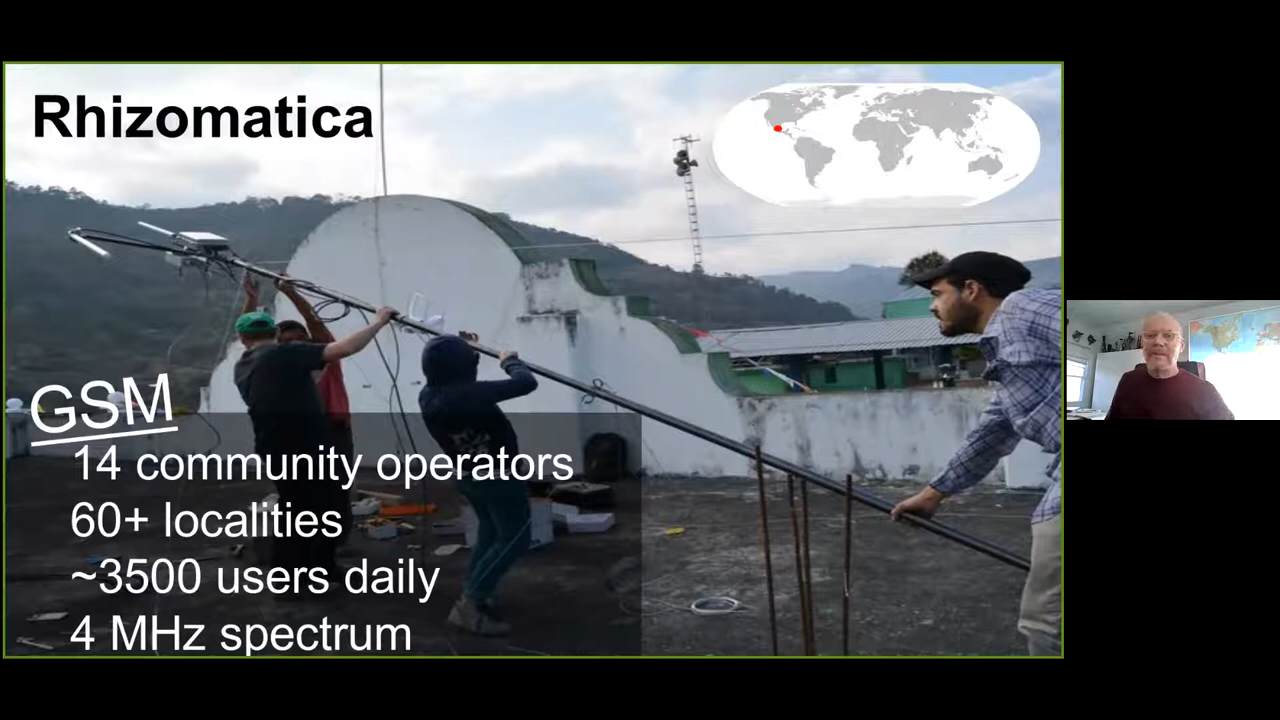 Rhizomatica
GSM
14 community operators
60+ localities
~3500 users daily
4 MHz spectrum